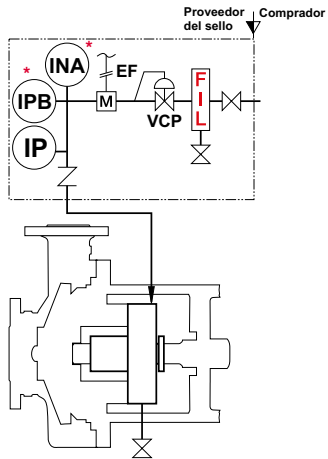 Proveedor
del sello
Comprador
INA
*
*
IPB
EF
M
VCP
F
I
L
IP